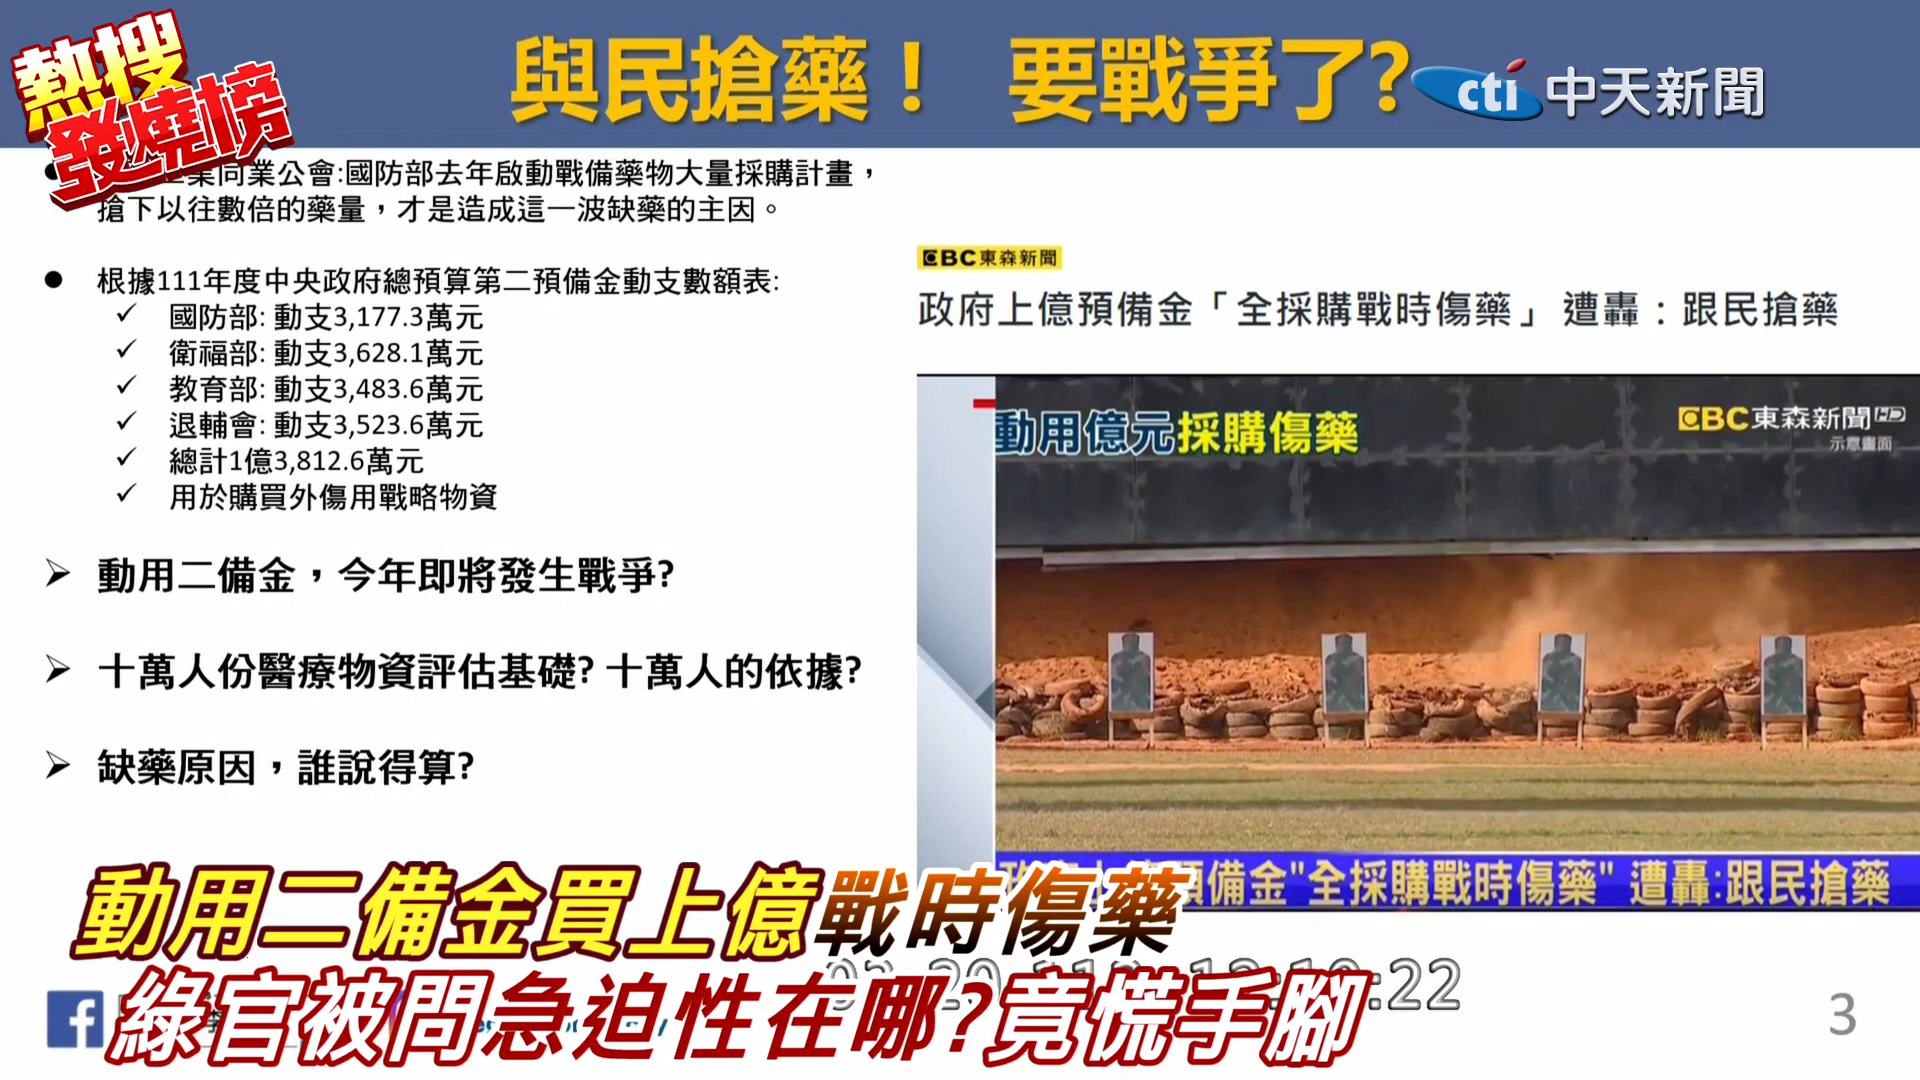 熱搜
發燒榜
與民搶藥！ 要戰爭了?
cti 中天新聞
業同業公會:國防部去年啟動戰備藥物大量採購計畫，
搶下以往數倍的藥量，才是造成這一波缺藥的主因。
根據111年度中央政府總預算第二預備金動支數額表:
國防部: 動支3,177.3萬元
衛福部: 動支3,628.1萬元
教育部: 動支3,483.6萬元
退輔會: 動支3,523.6萬元
總計1億3,812.6萬元
用於購買外傷用戰略物資
動用二備金，今年即將發生戰爭?
十萬人份醫療物資評估基礎? 十萬人的依據?
缺藥原因，誰說得算?
EBC東森新聞
政府上億預備金「全採購戰時傷藥」 遭轟：跟民搶藥
動用億元採購傷藥
EBC東森新聞HD
示意畫面
預備金"全採購戰時傷藥" 遭轟:跟民搶藥
動用二備金買上億戰時傷藥
綠官被問急迫性在哪?竟慌手腳
3